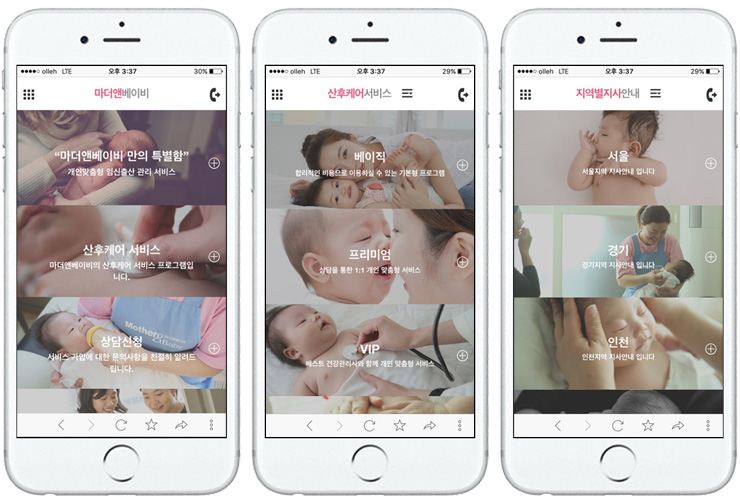 olleh LTE 오후 3:37 30%
마더앤베이비
“마더앤베이비 만의 특별함”
개인맞춤형 임신출산 관리 서비스
산후케어 서비스
마더앤베이비의 산후케어 서비스 프로그램입
니다.
Mother
&Baby
상담신청
서비스 가입에 대한 문의사항을 친절히 알려드
립니다.
olleh LTE 오후 3:37 29%
산후케어서비스
베이직
합리적인 비용으로 이용하실 수 있는 기본형 프로그램
프리미엄
상담을 통한 1:1 개인 맞춤형 서비스
VIP
베스트 건강관리사와 함께 개인 맞춤형 서비스
olleh LTE 오후 3:37 29%
지역별지사안내
서울
서울지역 지사안내 입니다
경기
경기지역 지사안내 입니다
인천
인천지역 지사안내 입니다